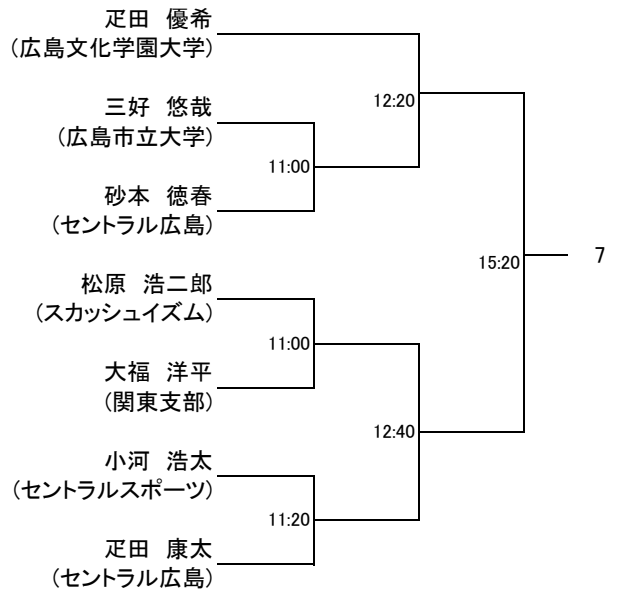 疋田　優希
(広島文化学園大学)
12:20
三好　悠哉
(広島市立大学)
11:00
砂本　徳春
(セントラル広島)
15:20
7
松原　浩二郎
(スカッシュイズム)
11:00
大福　洋平
(関東支部)
12:40
小河　浩太
(セントラルスポーツ)
11:20
疋田　康太
(セントラル広島)